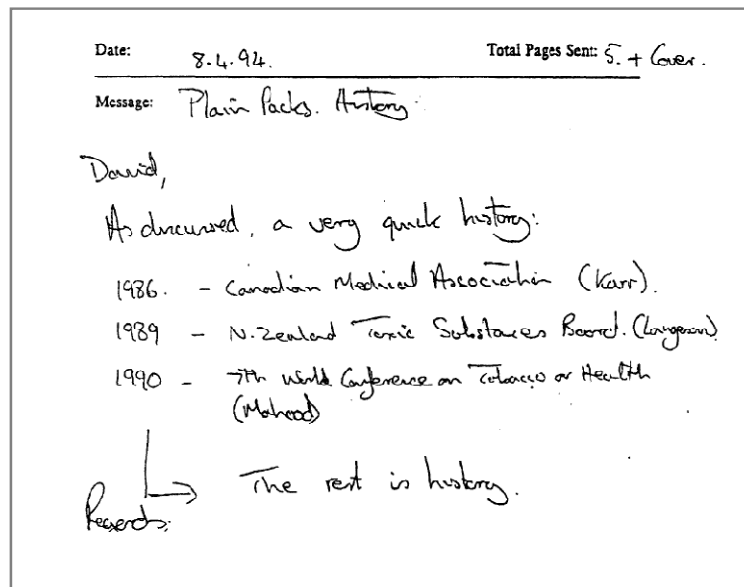 Date: 8.4.94. Total Pages Sent: 5. + Cover.
Message: Plain Packs. History.
David,
As discussed, a very quick history:
1986. - Canadian Medical Association (Karr).
1989 - N. Zealand Toxic Substances Board. (Laugesen)
1990 - 7th World Conference on Tobacco or Health
(Mahood)
The rest is history.
Regards.